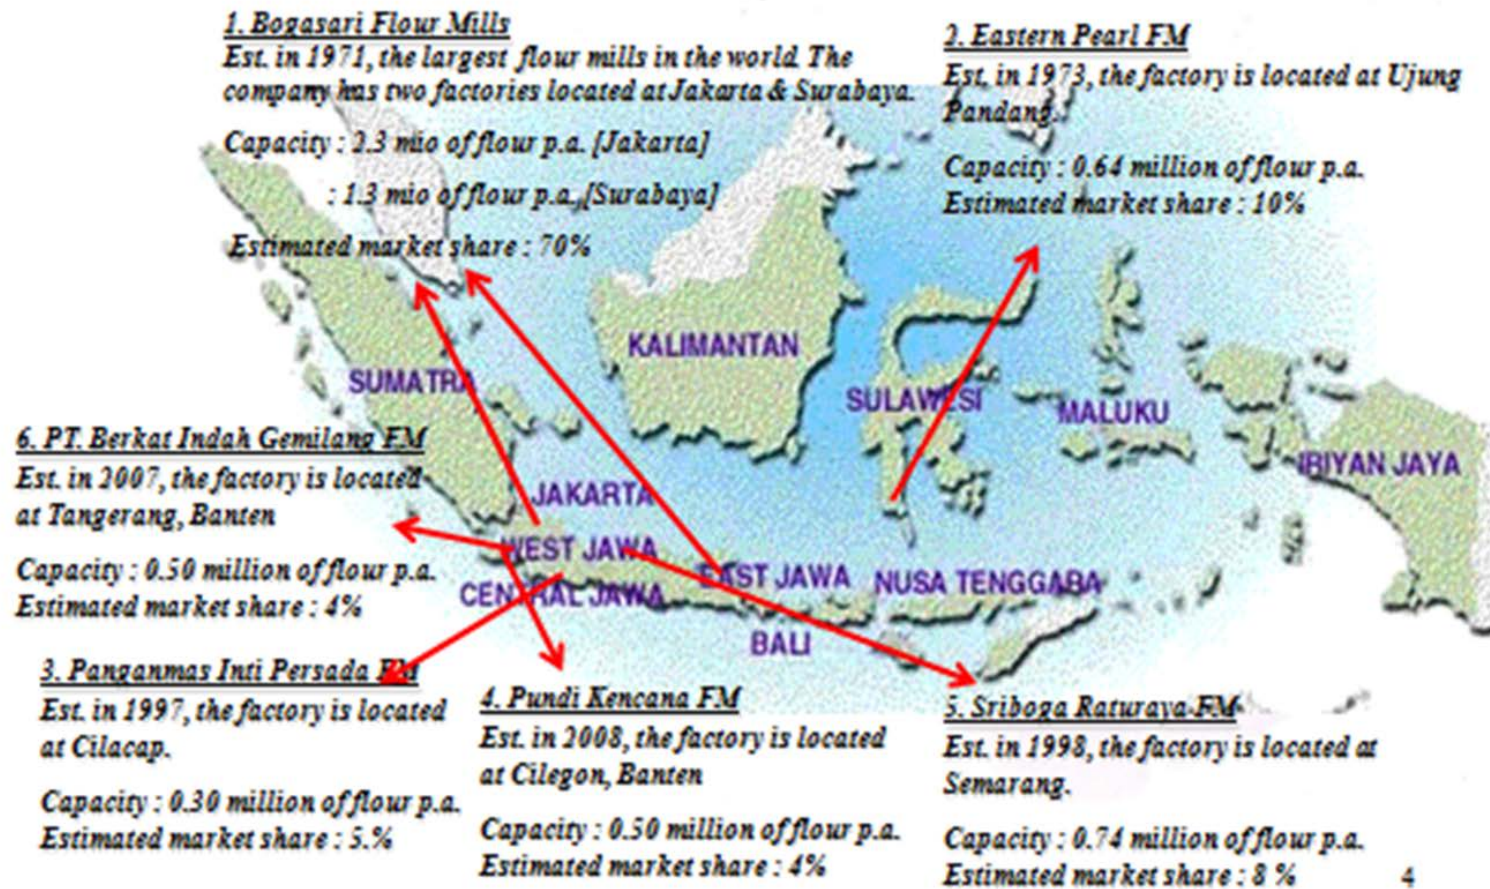 1. Bogasari Flour Mills
Est. in 1971, the largest flour mills in the world. The
company has two factories located at Jakarta & Surabaya.
Capacity : 2.3 mio of flour p.a. [Jakarta]
: 1.3 mio of flour p.a., [Surabaya]
Estimated market share : 70%
2. Eastern Pearl FM
Est. in 1973, the factory is located at Ujung
Pandang.
Capacity : 0.64 million of flour p.a.
Estimated market share : 10%
KALIMANTAN
SUMATRA
SULAWESI
MALUKU
IRIYAN JAYA
JAKARTA
WEST JAWA
CENTRAL JAWA
EAST JAWA
NUSA TENGGARA
BALI
6. PT. Berkat Indah Gemilang FM
Est. in 2007, the factory is located
at Tangerang, Banten
Capacity : 0.50 million of flour p.a.
Estimated market share : 4%
3. Panganmas Inti Persada FM
Est. in 1997, the factory is located
at Cilacap.
Capacity : 0.30 million of flour p.a.
Estimated market share : 5.%
4. Pundi Kencana FM
Est. in 2008, the factory is located
at Cilegon, Banten
Capacity : 0.50 million of flour p.a.
Estimated market share : 4%
5. Sriboga Raturaya FM
Est. in 1998, the factory is located at
Semarang.
Capacity : 0.74 million of flour p.a.
Estimated market share : 8 %
4